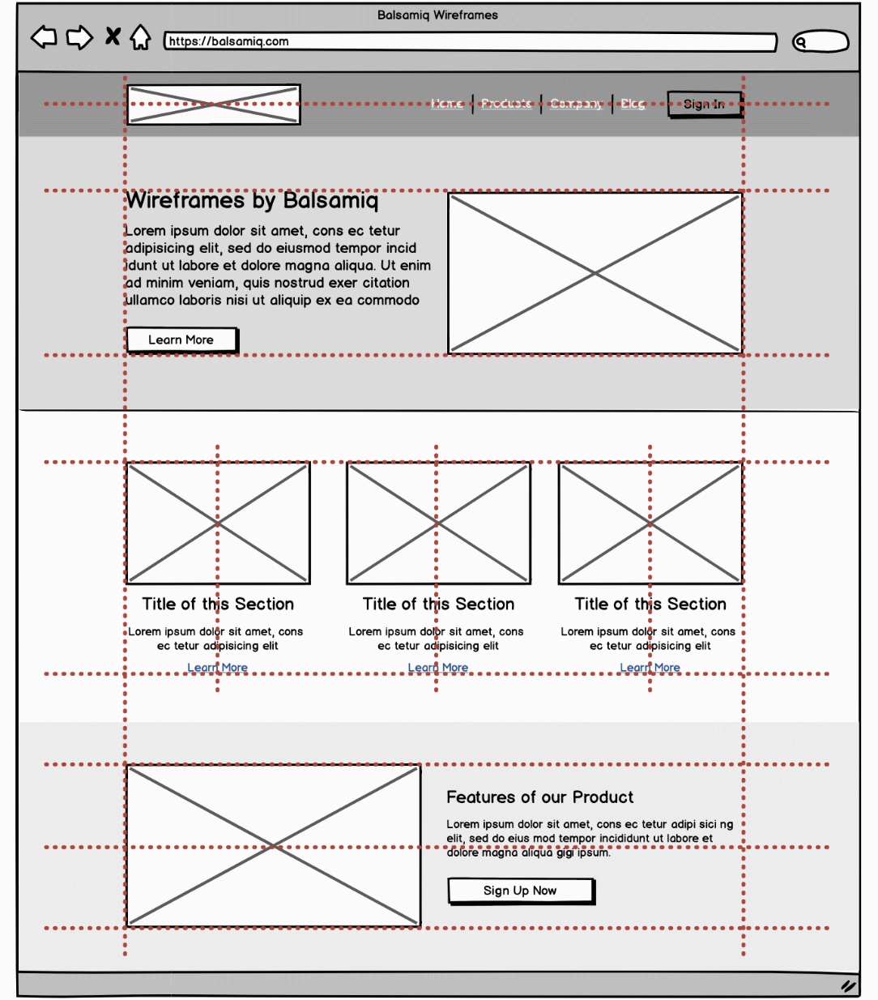 Balsamiq Wireframes
https://balsamiq.com
Home Products Company Blog Sign In
Wireframes by Balsamiq
Lorem ipsum dolor sit amet, cons ec tetur
adipisicing elit, sed do eiusmod tempor incid
idunt ut labore et dolore magna aliqua. Ut enim
ad minim veniam, quis nostrud exer citation
ullamco laboris nisi ut aliquip ex ea commodo
Learn More
Title of this Section
Lorem ipsum dolor sit amet, cons
ec tetur adipisicing elit
Learn More
Title of this Section
Lorem ipsum dolor sit amet, cons
ec tetur adipisicing elit
Learn More
Title of this Section
Lorem ipsum dolor sit amet, cons
ec tetur adipisicing elit
Learn More
Features of our Product
Lorem ipsum dolor sit amet, cons ec tetur adipi sici ng
elit, sed do eius mod tempor incididunt ut labore et
dolore magna aliqua gigi ipsum.
Sign Up Now